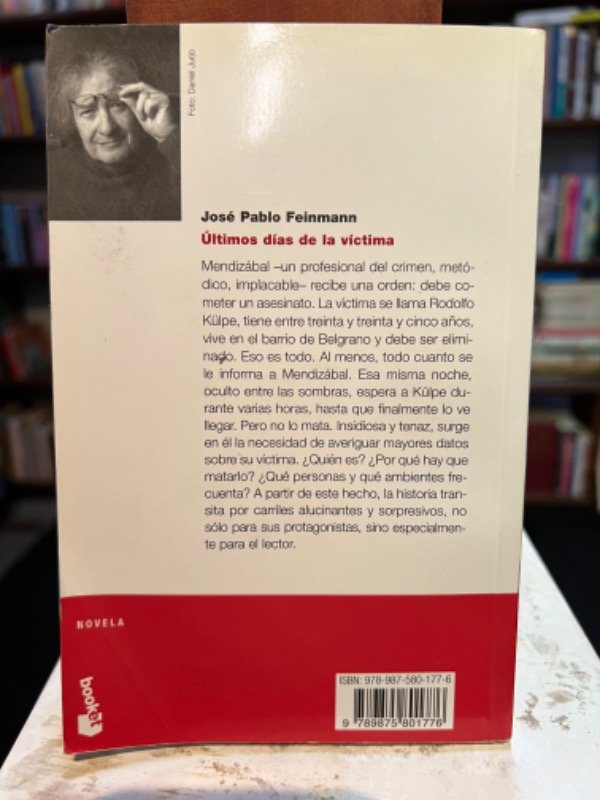 Foto: Daniel Jurjo
José Pablo Feinmann
Últimos días de la víctima
Mendizábal –un profesional del crimen, metó-
dico, implacable– recibe una orden: debe co-
meter un asesinato. La víctima se llama Rodolfo
Külpe, tiene entre treinta y treinta y cinco años,
vive en el barrio de Belgrano y debe ser elimi-
nado. Eso es todo. Al menos, todo cuanto se
le informa a Mendizábal. Esa misma noche,
oculto entre las sombras, espera a Külpe du-
rante varias horas, hasta que finalmente lo ve
llegar. Pero no lo mata. Insidiosa y tenaz, surge
en él la necesidad de averiguar mayores datos
sobre su víctima. ¿Quién es? ¿Por qué hay que
matarlo? ¿Qué personas y qué ambientes fre-
cuenta? A partir de este hecho, la historia tran-
sita por carriles alucinantes y sorpresivos, no
sólo para sus protagonistas, sino especialmen-
te para el lector.
NOVELA
booket
ISBN: 978-987-580-177-6
9 789875 801776